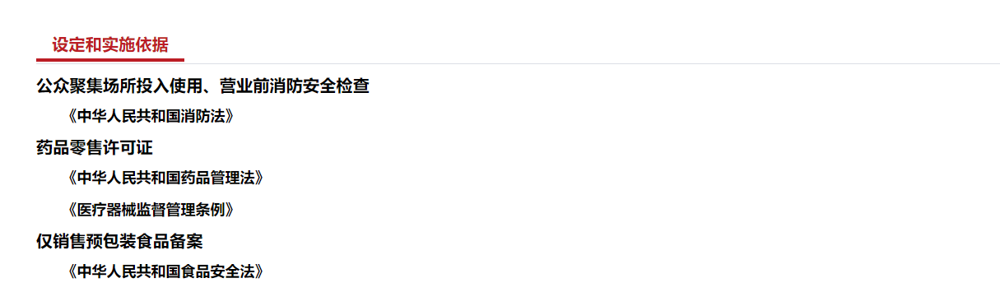 设定和实施依据
公众聚集场所投入使用、营业前消防安全检查
《中华人民共和国消防法》
药品零售许可证
《中华人民共和国药品管理法》
《医疗器械监督管理条例》
仅销售预包装食品备案
《中华人民共和国食品安全法》